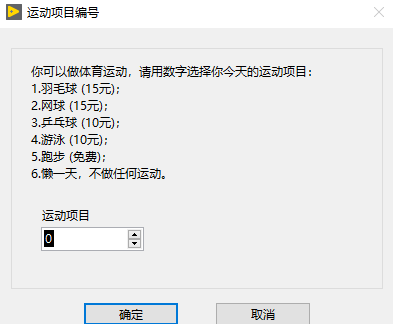 运动项目编号
你可以做体育运动，请用数字选择你今天的运动项目：
1.羽毛球 (15元)；
2.网球 (15元)；
3.乒乓球 (10元)；
4.游泳 (10元)；
5.跑步 (免费)；
6.懒一天，不做任何运动。
运动项目
0
确定 取消